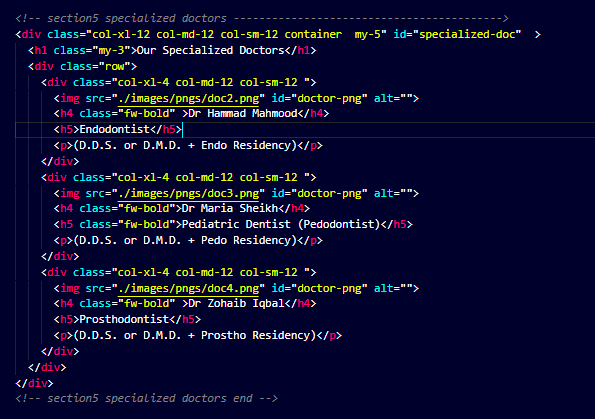 <!-- section5 specialized doctors ------------------------------------------>
<div class="col-xl-12 col-md-12 col-sm-12 container  my-5" id="specialized-doc"  >
<h1 class="my-3">Our Specialized Doctors</h1>
<div class="row">
<div class="col-xl-4 col-md-12 col-sm-12 ">
<img src="./images/pngs/doc2.png" id="doctor-png" alt="">
<h4 class="fw-bold" >Dr Hammad Mahmood</h4>
<h5>Endodontist</h5>
<p>(D.D.S. or D.M.D. + Endo Residency)</p>
</div>
<div class="col-xl-4 col-md-12 col-sm-12 ">
<img src="./images/pngs/doc3.png" id="doctor-png" alt="">
<h4 class="fw-bold">Dr Maria Sheikh</h4>
<h5 class="fw-bold">Pediatric Dentist (Pedodontist)</h5>
<p>(D.D.S. or D.M.D. + Pedo Residency)</p>
</div>
<div class="col-xl-4 col-md-12 col-sm-12 ">
<img src="./images/pngs/doc4.png" id="doctor-png" alt="">
<h4 class="fw-bold" >Dr Zohaib Iqbal</h4>
<h5>Prosthodontist</h5>
<p>(D.D.S. or D.M.D. + Prostho Residency)</p>
</div>
</div>
</div>
<!-- section5 specialized doctors end -->